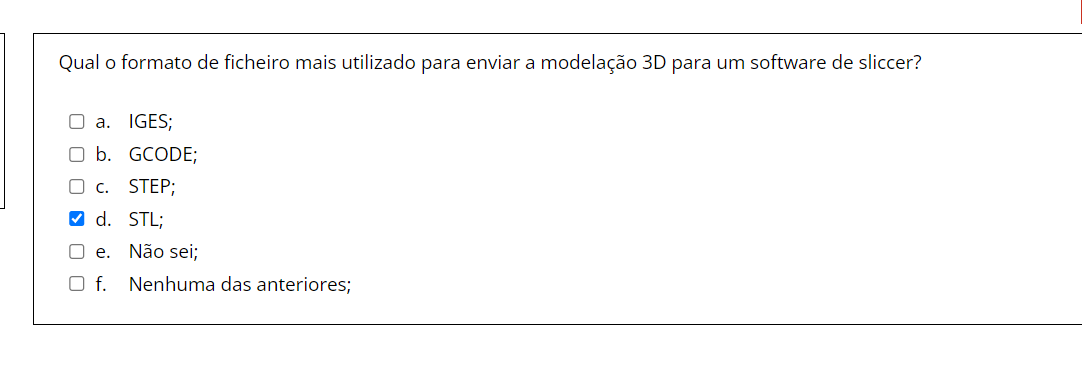 Qual o formato de ficheiro mais utilizado para enviar a modelação 3D para um software de sliccer?
a. IGES;
b. GCODE;
c. STEP;
d. STL;
e. Não sei;
f. Nenhuma das anteriores;